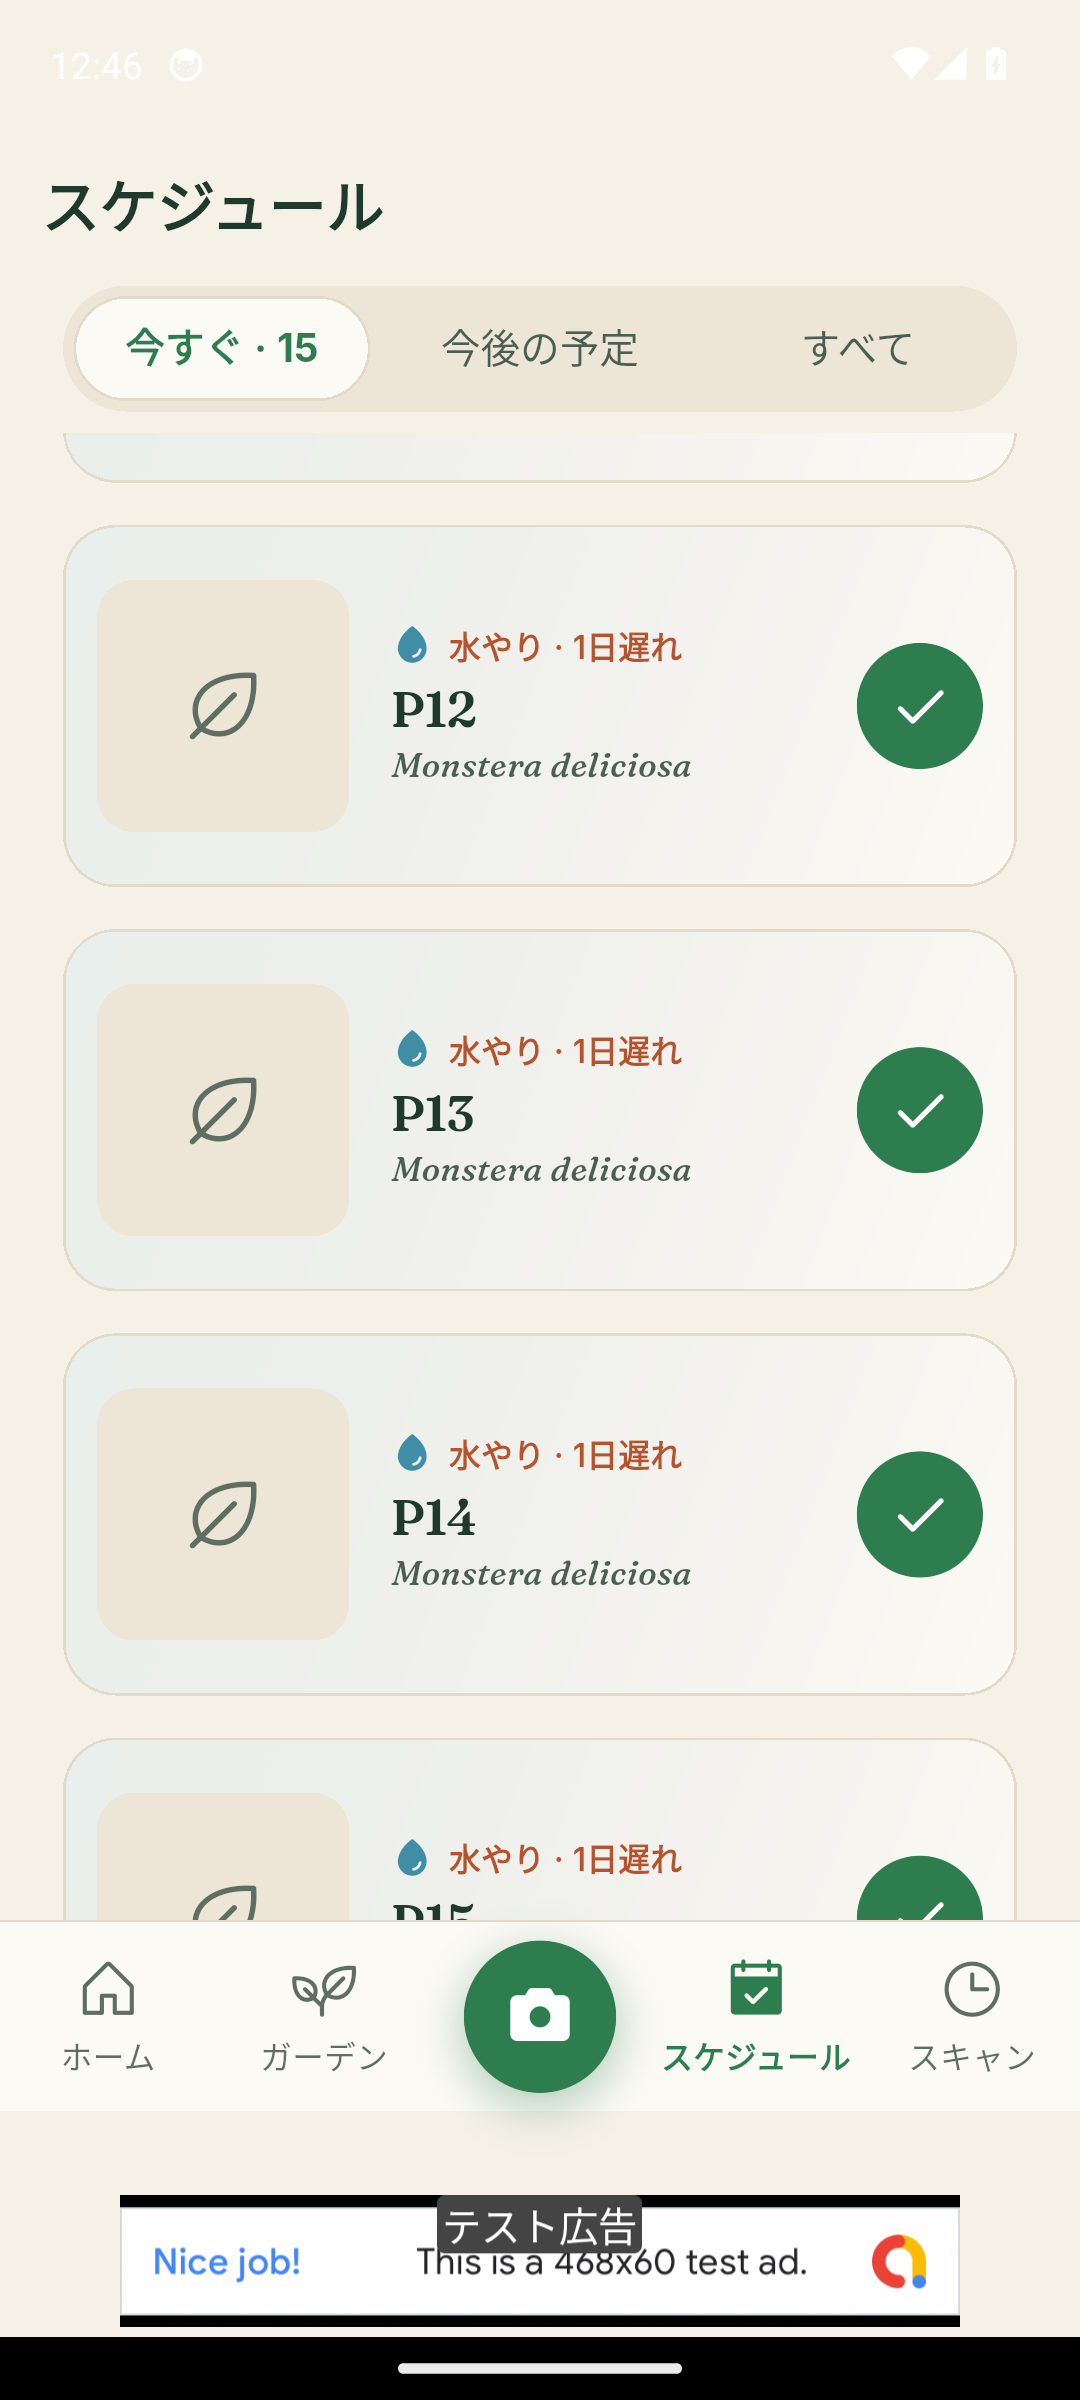 12:46
スケジュール
今すぐ · 15
今後の予定
すべて
水やり · 1日遅れ
P12
Monstera deliciosa
水やり · 1日遅れ
P13
Monstera deliciosa
水やり · 1日遅れ
P14
Monstera deliciosa
水やり · 1日遅れ
P15
ホーム
ガーデン
スケジュール
スキャン
テスト広告
Nice job!
This is a 468x60 test ad.